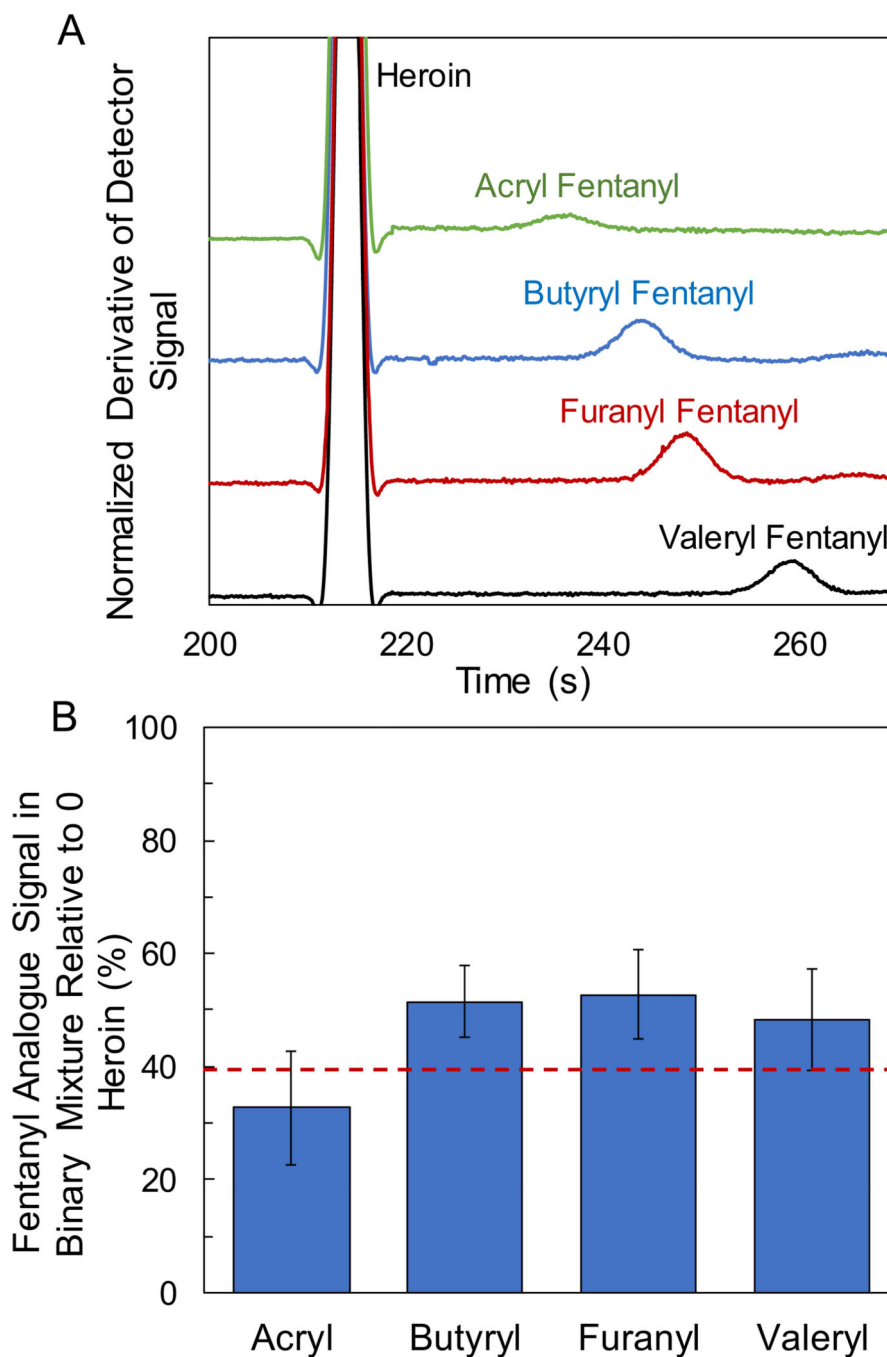 A
Normalized Derivative of Detector
Signal
Heroin
Acryl Fentanyl
Butyryl Fentanyl
Furanyl Fentanyl
Valeryl Fentanyl
200 220 240 260
Time (s)
B
Fentanyl Analogue Signal in
Binary Mixture Relative to 0
Heroin (%)
100
80
60
40
20
0
Acryl Butyryl Furanyl Valeryl